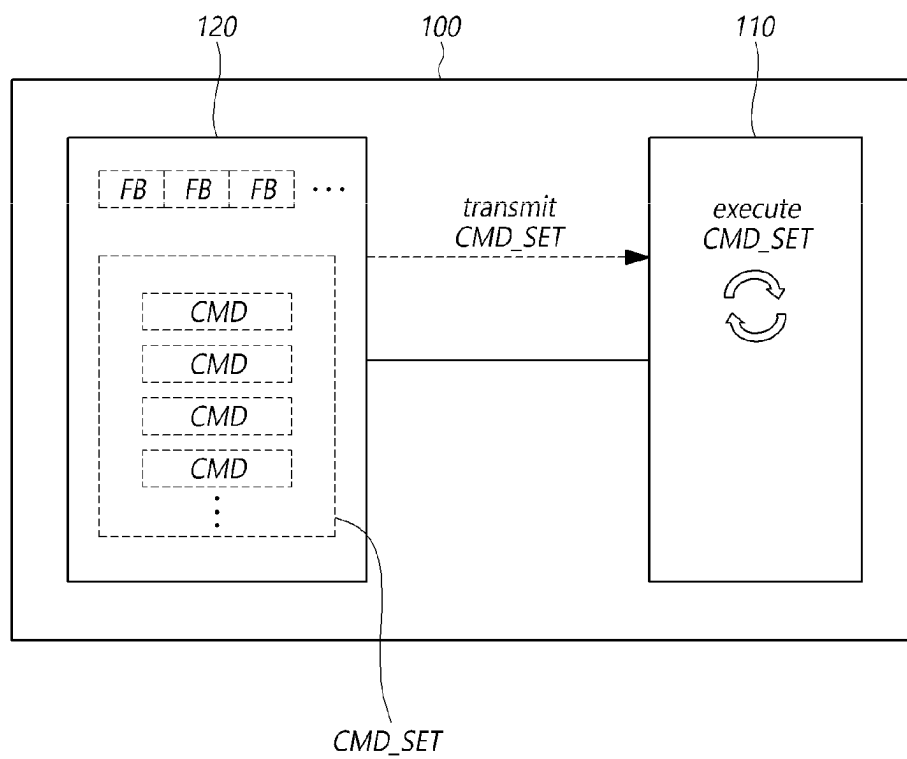 120 100 110
FB FB FB ...
transmit
CMD_SET
execute
CMD_SET
CMD
CMD
CMD
CMD
CMD_SET